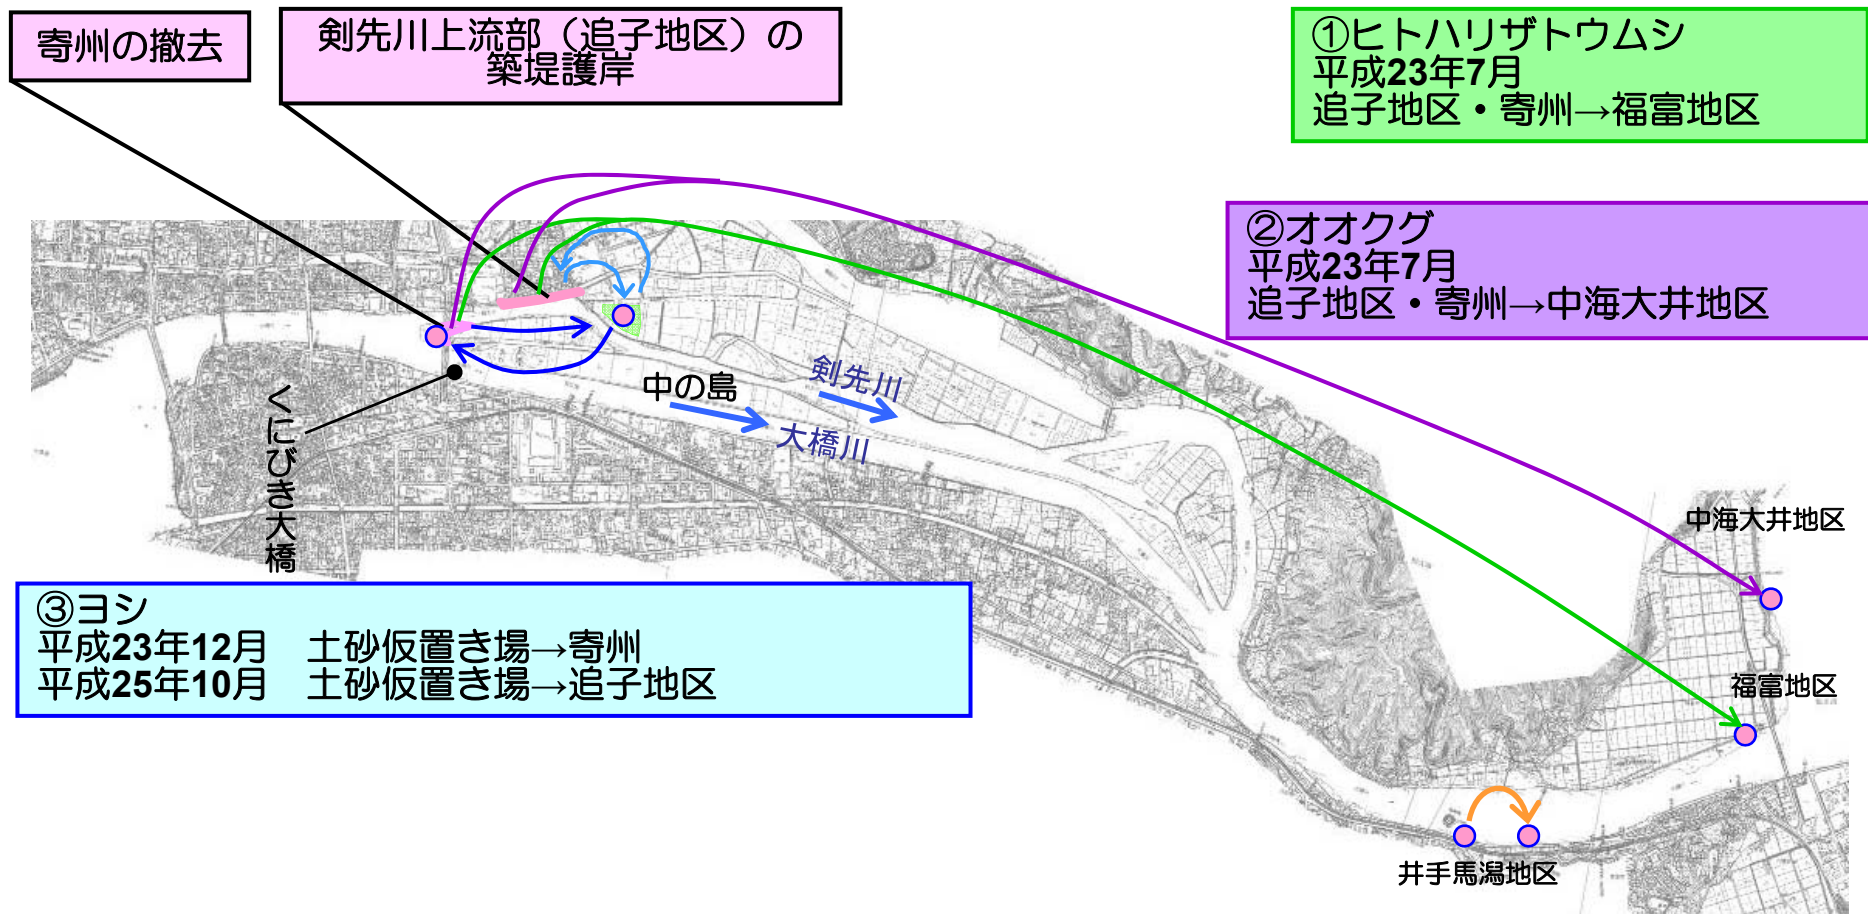 寄州の撤去
剣先川上流部（追子地区）の
築堤護岸
①ヒトハリザトウムシ
平成23年7月
追子地区・寄州→福富地区
②オオクグ
平成23年7月
追子地区・寄州→中海大井地区
中の島
剣先川
大橋川
くにびき大橋
中海大井地区
③ヨシ
平成23年12月　土砂仮置き場→寄州
平成25年10月　土砂仮置き場→追子地区
福富地区
井手馬潟地区